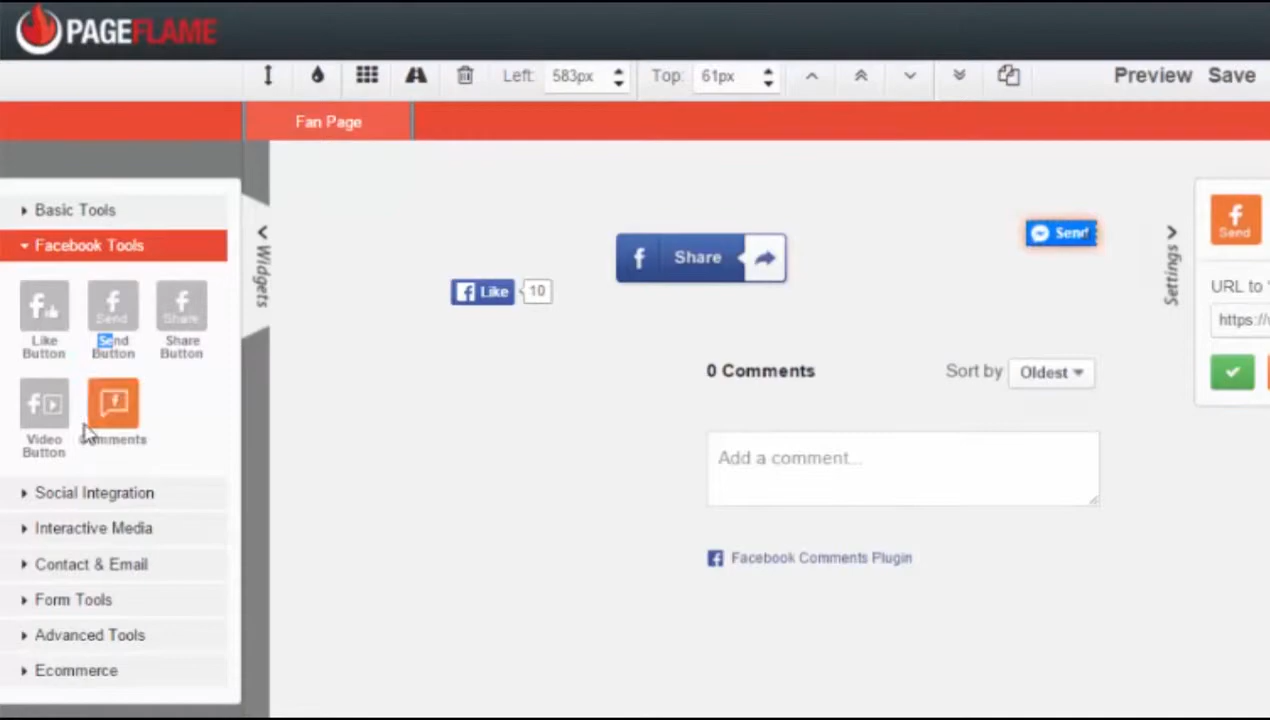 PAGEFLAME
Left: 583px Top: 61px Preview Save
Fan Page
Basic Tools
Facebook Tools
Send
Share
Like Button
Send Button
Share Button
Video Button
Comments
Social Integration
Interactive Media
Contact & Email
Form Tools
Advanced Tools
Ecommerce
Widgets
Share
Send
Like 10
0 Comments Sort by Oldest
Add a comment...
Facebook Comments Plugin
Settings
Send
URL to
https://